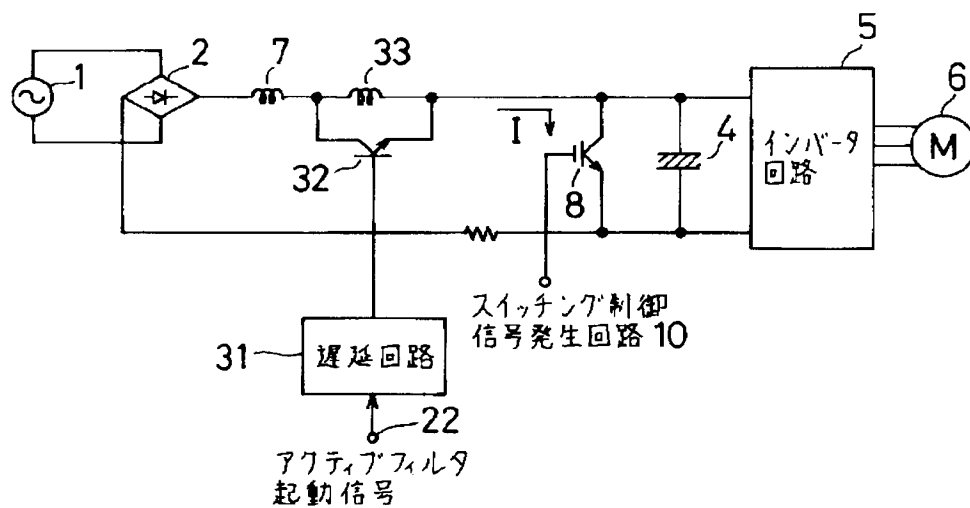 5
33
7
2
6
1
I
4
インバータ
回路
M
32
8
スイッチング制御
信号発生回路 10
31
遅延回路
22
アクティブフィルタ
起動信号